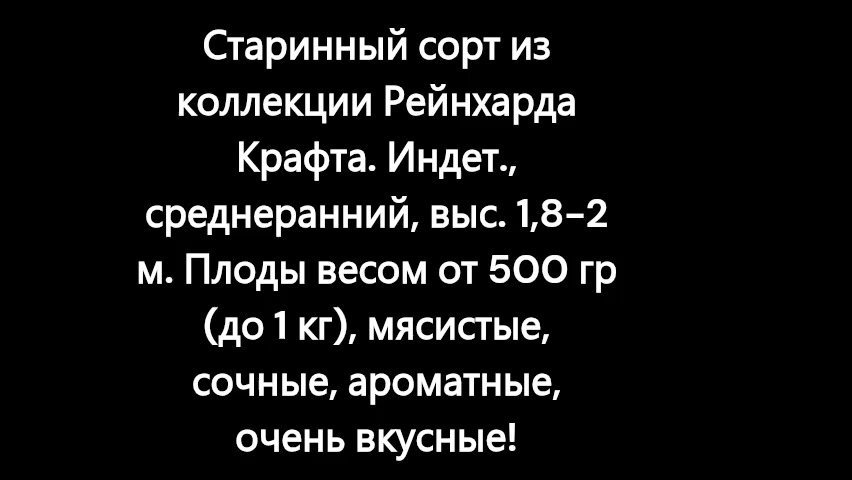 Старинный сорт из
коллекции Рейнхарда
Крафта. Индет.,
среднеранний, выс. 1,8-2
м. Плоды весом от 500 гр
(до 1 кг), мясистые,
сочные, ароматные,
очень вкусные!